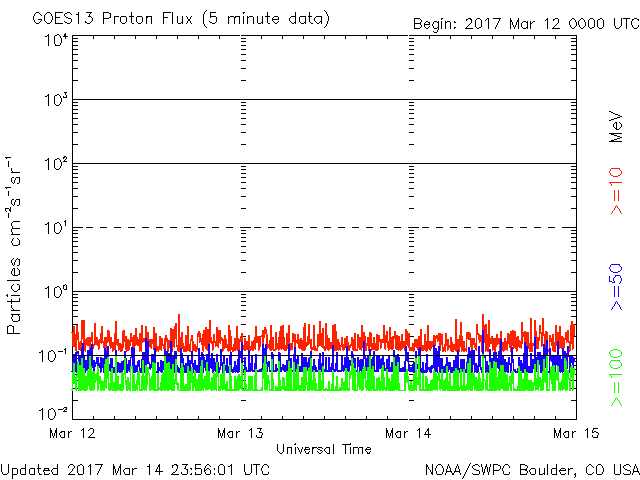 GOES13 Proton Flux (5 minute data)
Begin: 2017 Mar 12 0000 UTC
Particles cm⁻²s⁻¹sr⁻¹
10⁴
10³
10²
10¹
10⁰
10⁻¹
10⁻²
MeV
>=10
>=50
>=100
Mar 12
Mar 13
Mar 14
Mar 15
Universal Time
Updated 2017 Mar 14 23:56:01 UTC
NOAA/SWPC Boulder, CO USA